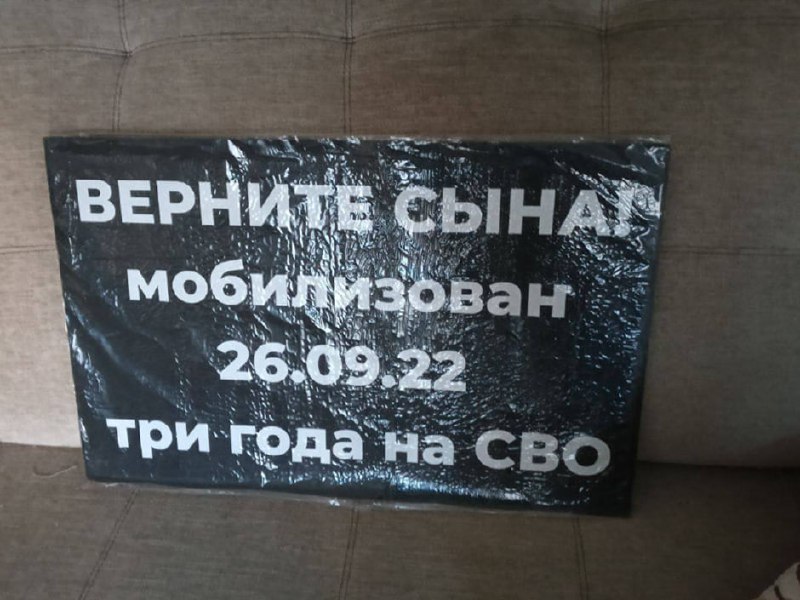 ВЕРНИТЕ СЫНА!
мобилизован
26.09.22
три года на СВО